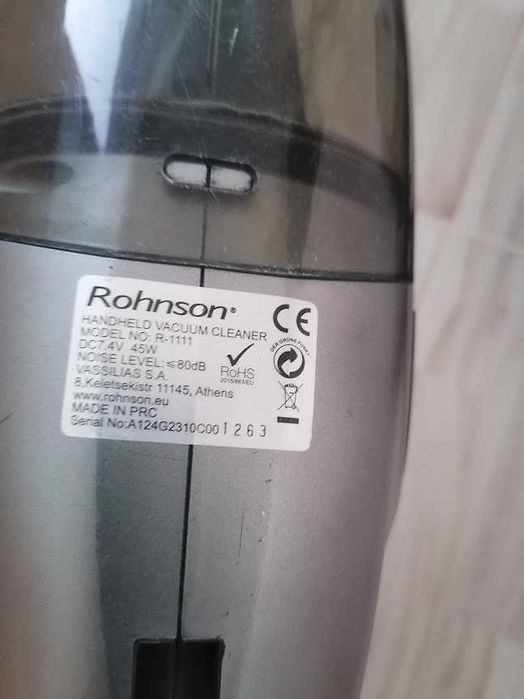 Rohnson®
HANDHELD VACUUM CLEANER
MODEL NO: R-1111
DC7.4V 45W
NOISE LEVEL:≤80dB
VASSILIAS S.A.
8,Keletsekistr 11145, Athens
www.rohnson.eu
MADE IN PRC
Serial No:A124G2310C001263
CE
RoHS
2015/863/EU
DER GRÜNE PUNKT